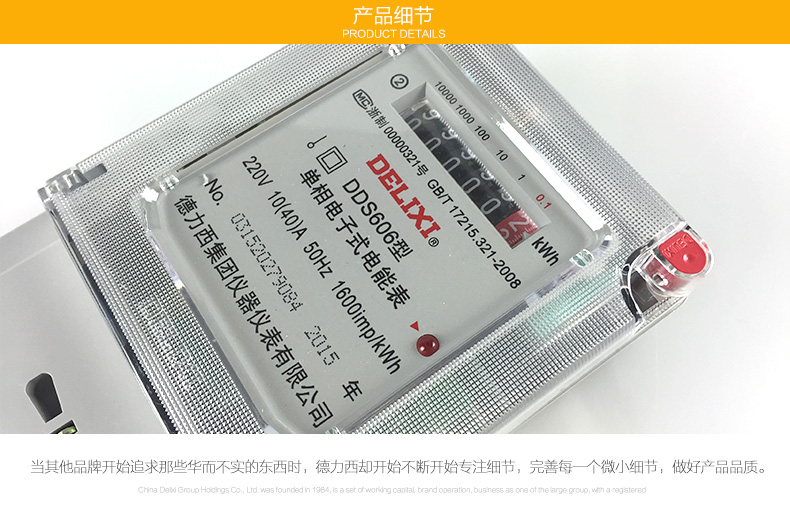 产品细节
PRODUCT DETAILS
②
10000 1000 100 10 1 0.1
MC 浙制 00000321号 GB/T 17215.321-2008
kWh
DELIXI®
DDS606型
单相电子式电能表
220V 10(40)A 50Hz 1600imp/kWh
No. 031520279084 2015 年
德力西集团仪器仪表有限公司
当其他品牌开始追求那些华而不实的东西时，德力西却开始不断开始专注细节，完善每一个微小细节，做好产品品质。
China Delixi Group Holdings Co., Ltd. was founded in 1984, is a set of working capital, brand operation, business as one of the large group, with a registered